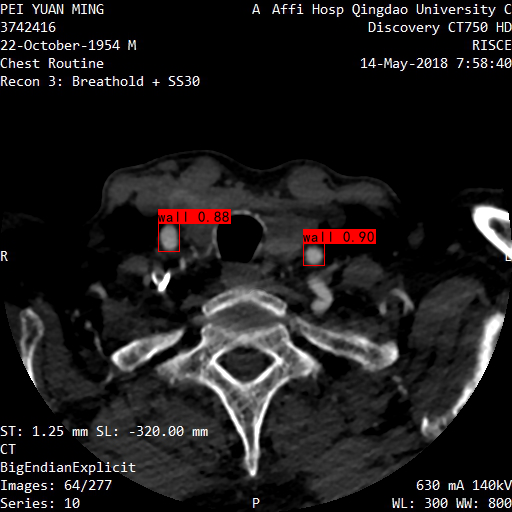 PEI YUAN MING
3742416
22-October-1954 M
Chest Routine
Recon 3: Breathold + SS30
A
Affi Hosp Qingdao University C
Discovery CT750 HD
RISCE
14-May-2018 7:58:40
wall 0.88
wall 0.90
R
L
ST: 1.25 mm SL: -320.00 mm
CT
BigEndianExplicit
Images: 64/277
Series: 10
P
630 mA 140kV
WL: 300 WW: 800